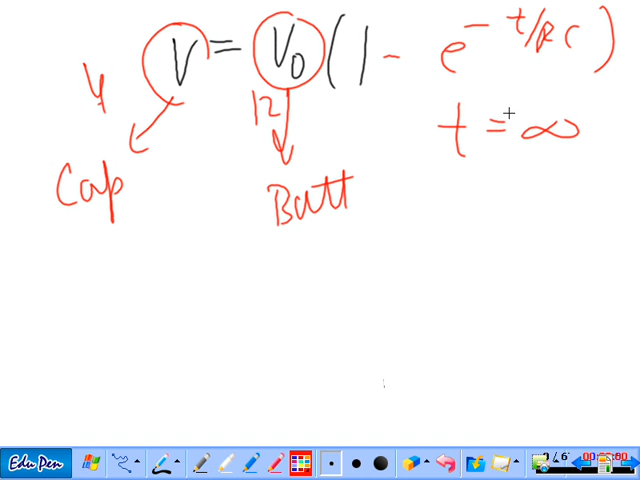 V = V₀ (1 - e^{-t/RC})
4
12
t = ∞
Cap
Batt
Edu Pen